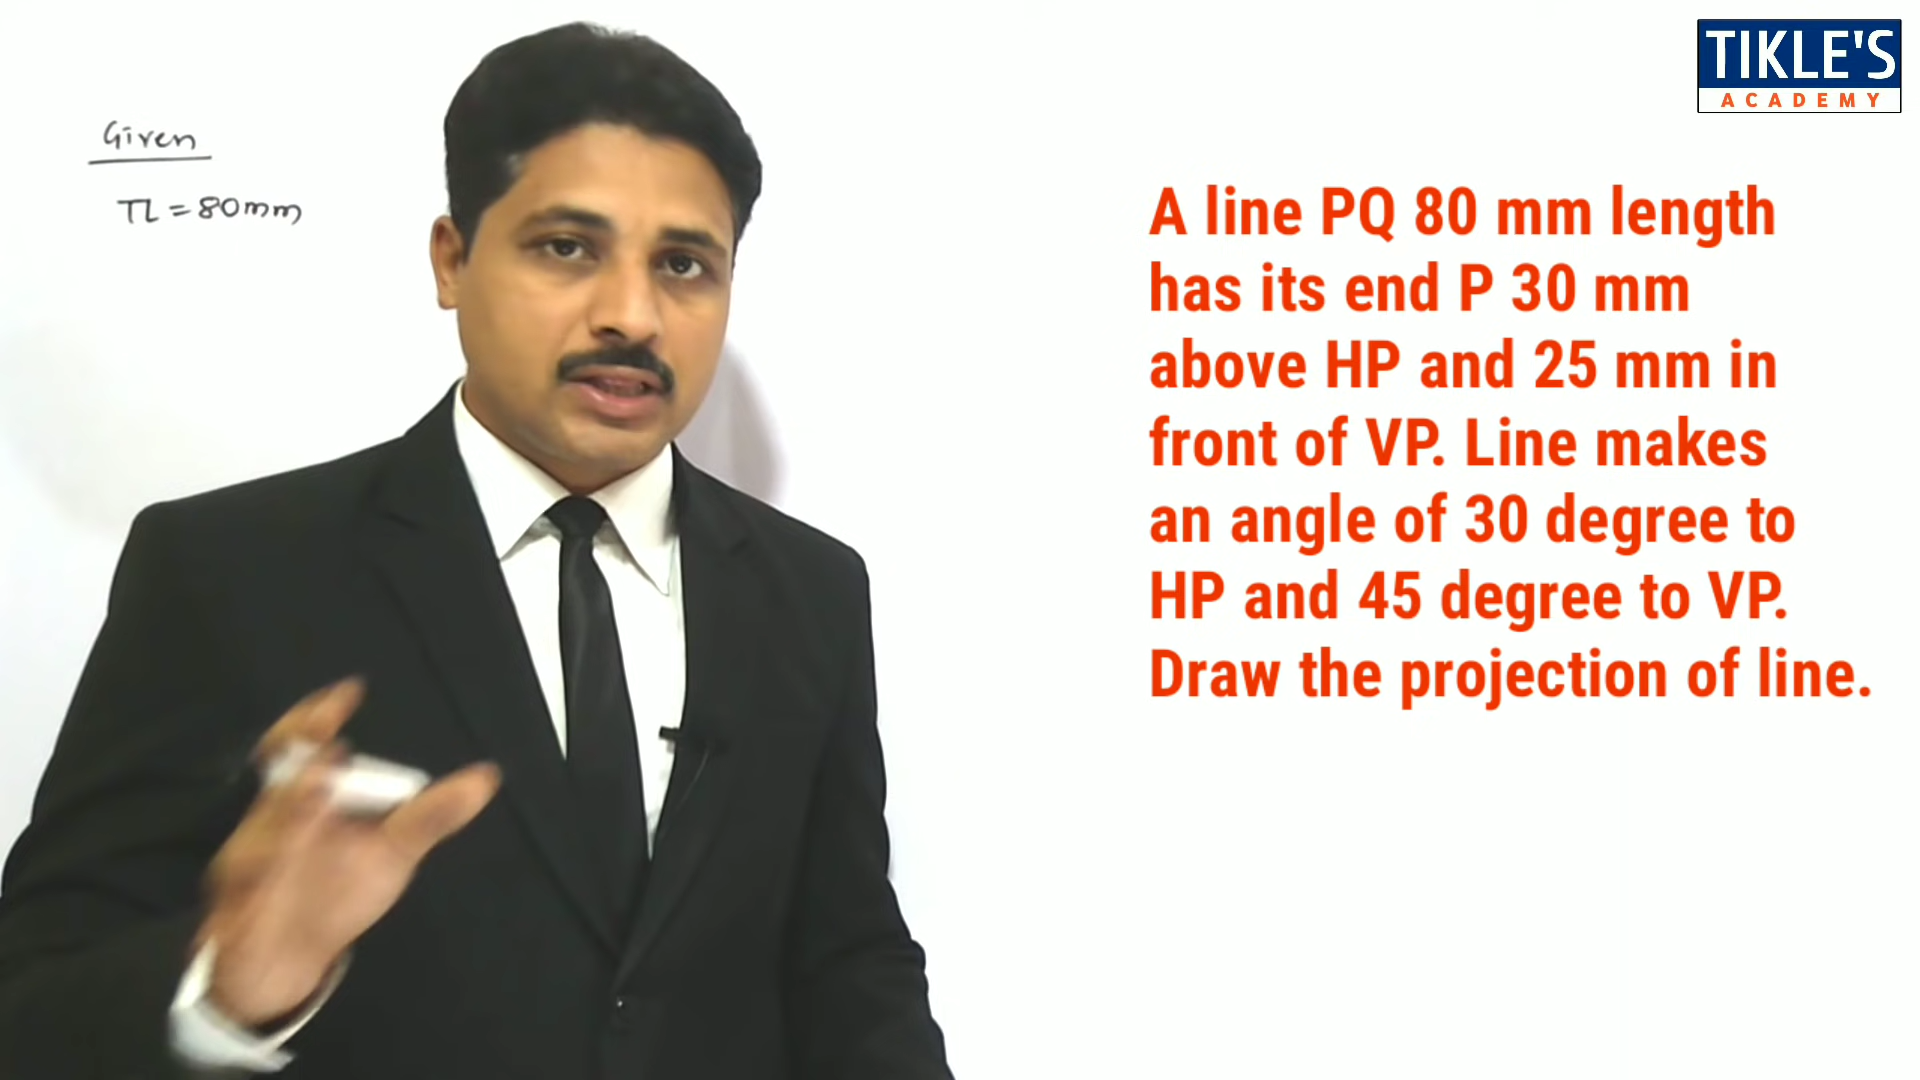 Given
TL = 80mm
TIKLE'S
ACADEMY
A line PQ 80 mm length
has its end P 30 mm
above HP and 25 mm in
front of VP. Line makes
an angle of 30 degree to
HP and 45 degree to VP.
Draw the projection of line.